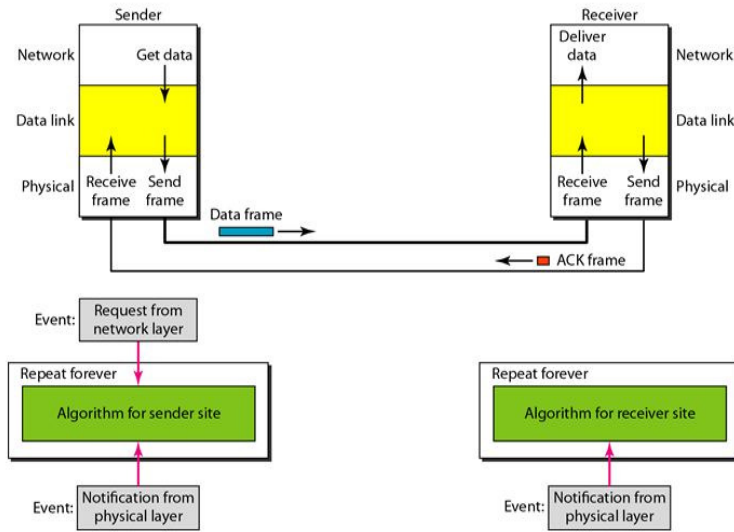 Sender
Receiver
Network
Get data
Deliver
data
Network
Data link
Data link
Physical
Receive
frame
Send
frame
Receive
frame
Send
frame
Physical
Data frame
ACK frame
Event:
Request from
network layer
Repeat forever
Algorithm for sender site
Repeat forever
Algorithm for receiver site
Event:
Notification from
physical layer
Event:
Notification from
physical layer